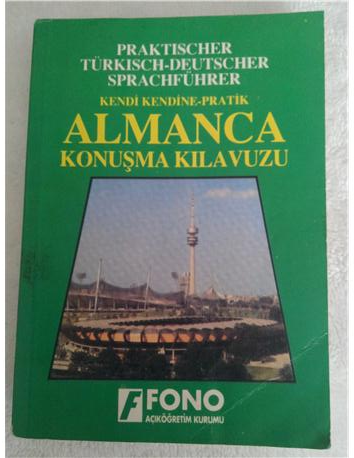 PRAKTISCHER
TÜRKISCH-DEUTSCHER
SPRACHFÜHRER
KENDİ KENDİNE-PRATİK
ALMANCA
KONUŞMA KILAVUZU
FONO
AÇIKÖĞRETİM KURUMU